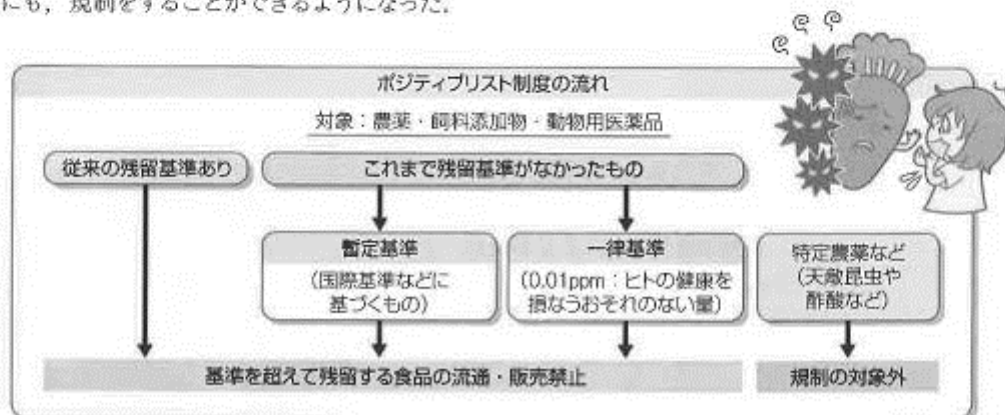 にも，規制をすることができるようになった。
ポジティブリスト制度の流れ
対象：農薬・飼料添加物・動物用医薬品
従来の残留基準あり
これまで残留基準がなかったもの
暫定基準
（国際基準などに
基づくもの）
一律基準
（0.01ppm：ヒトの健康を
損なうおそれのない量）
特定農薬など
（天敵昆虫や
酢酸など）
基準を超えて残留する食品の流通・販売禁止
規制の対象外